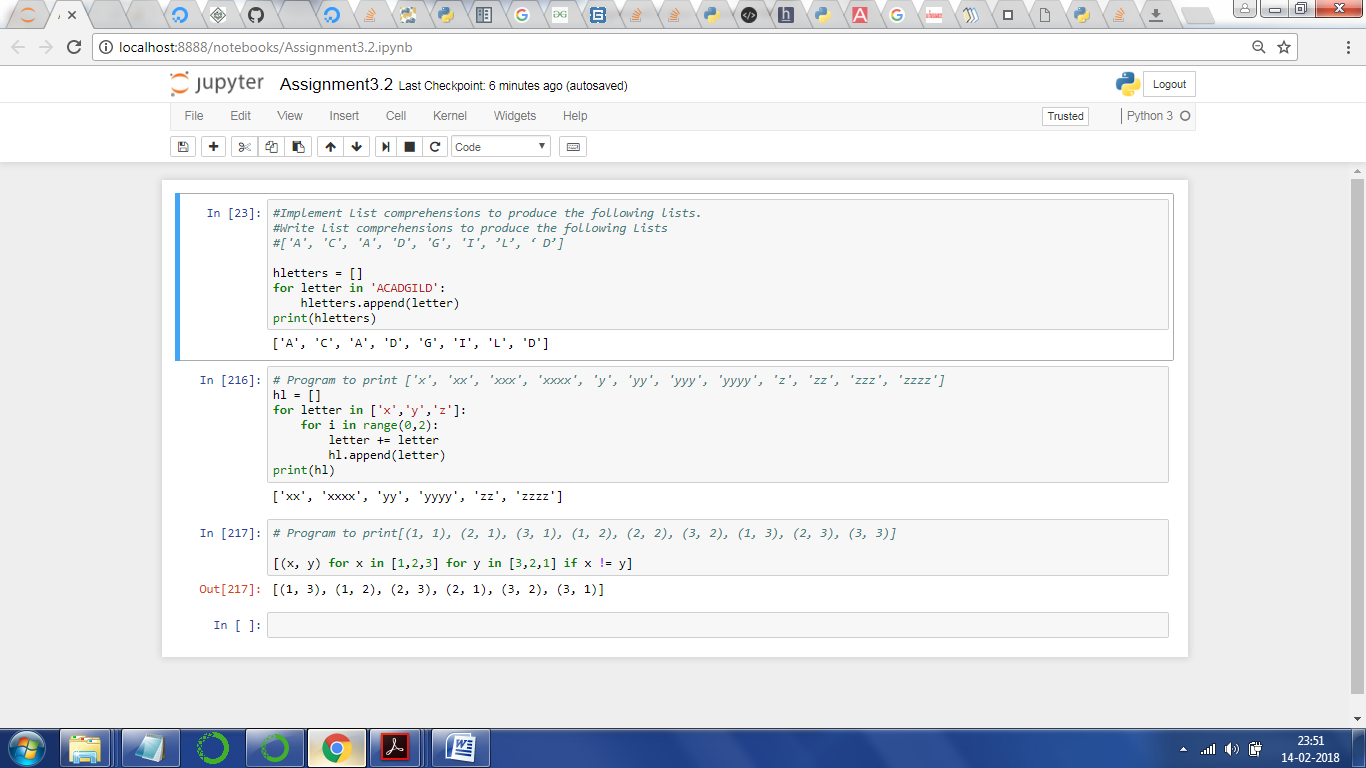 localhost:8888/notebooks/Assignment3.2.ipynb
jupyter Assignment3.2 Last Checkpoint: 6 minutes ago (autosaved) Logout
File Edit View Insert Cell Kernel Widgets Help Trusted Python 3
Code
In [23]: #Implement List comprehensions to produce the following lists.
#Write List comprehensions to produce the following Lists
#['A', 'C', 'A', 'D', 'G', 'I', ’L’, ‘ D’]
hletters = []
for letter in 'ACADGILD':
    hletters.append(letter)
print(hletters)
['A', 'C', 'A', 'D', 'G', 'I', 'L', 'D']
In [216]: # Program to print ['x', 'xx', 'xxx', 'xxxx', 'y', 'yy', 'yyy', 'yyyy', 'z', 'zz', 'zzz', 'zzzz']
hl = []
for letter in ['x','y','z']:
    for i in range(0,2):
        letter += letter
        hl.append(letter)
print(hl)
['xx', 'xxxx', 'yy', 'yyyy', 'zz', 'zzzz']
In [217]: # Program to print[(1, 1), (2, 1), (3, 1), (1, 2), (2, 2), (3, 2), (1, 3), (2, 3), (3, 3)]
[(x, y) for x in [1,2,3] for y in [3,2,1] if x != y]
Out[217]: [(1, 3), (1, 2), (2, 3), (2, 1), (3, 2), (3, 1)]
In [ ]:
23:51
14-02-2018